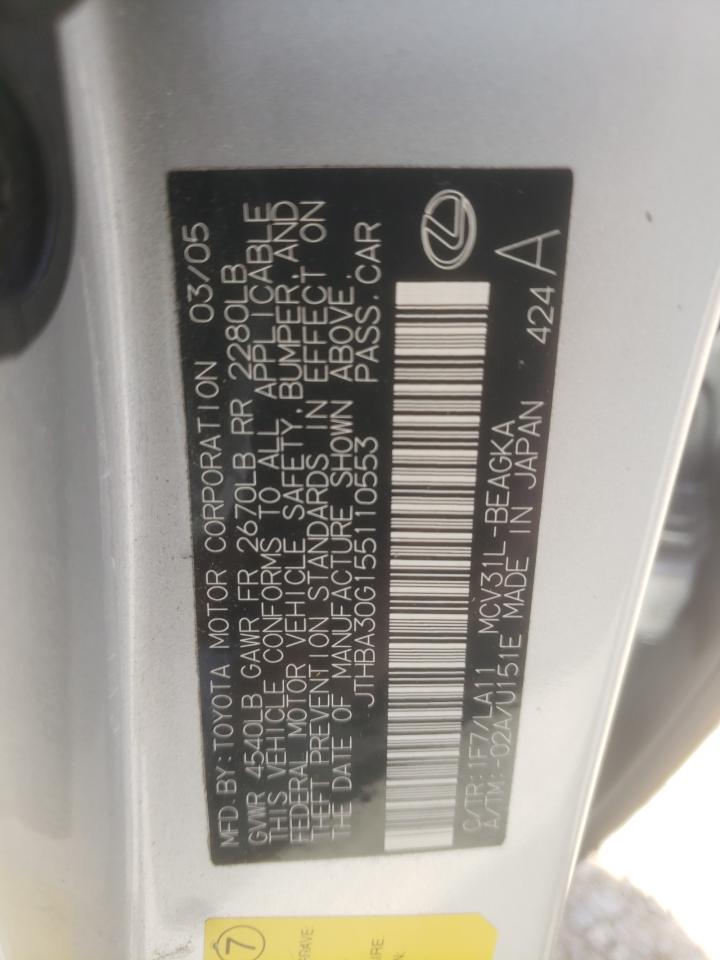 MFD.BY:TOYOTA MOTOR CORPORATION 03/05
GVWR 4540LB GAWR FR 2670LB RR 2280LB
THIS VEHICLE CONFORMS TO ALL APPLICABLE
FEDERAL MOTOR VEHICLE SAFETY,BUMPER,AND
THEFT PREVENTION STANDARDS IN EFFECT ON
THE DATE OF MANUFACTURE SHOWN ABOVE.
JTHBA30G155110553 PASS.CAR
C/TR:1F7/LA11 MCV31L-BEAGKA
A/TM:-02A/U151E MADE IN JAPAN 424 A
7